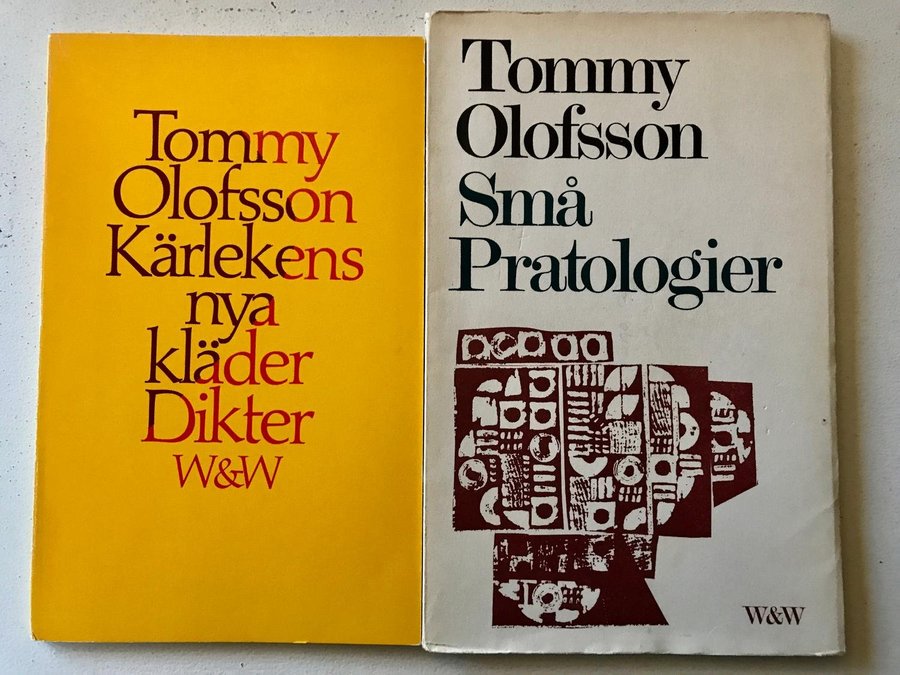 Tommy
Olofsson
Kärlekens
nya
kläder
Dikter
W&W
Tommy
Olofsson
Små
Pratologier
W&W